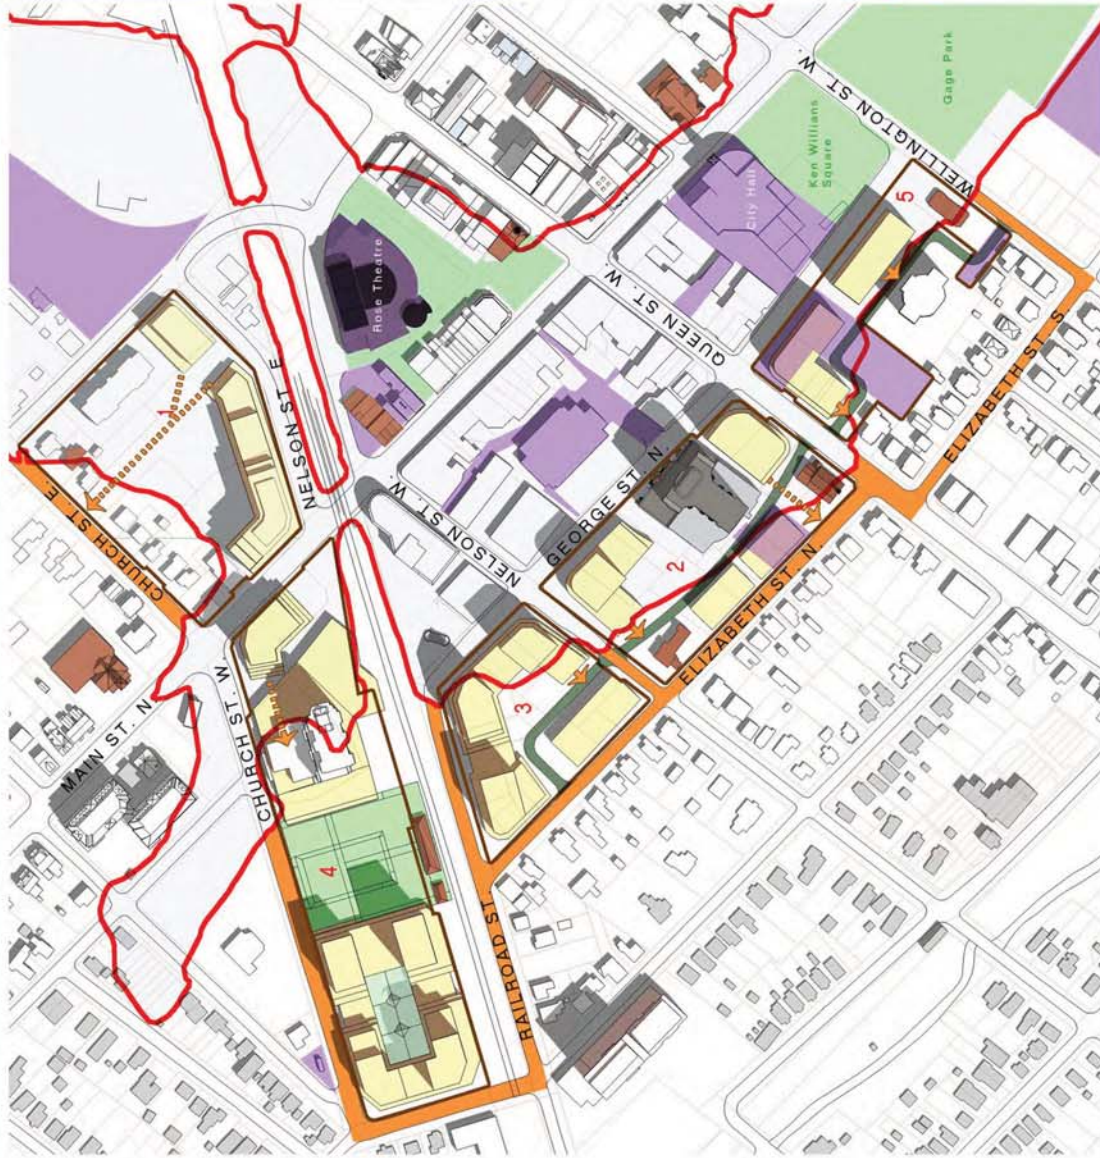 Gage Park
WELLINGTON ST. W.
Ken Willians
Square
City Hall
5
Rose Theatre
QUEEN ST. W.
ELIZABETH ST. S.
1
NELSON ST. E.
CHURCH ST. E.
NELSON ST. W.
GEORGE ST. N.
2
ELIZABETH ST. N.
3
MAIN ST. N.
CHURCH ST. W.
4
RAILROAD ST.